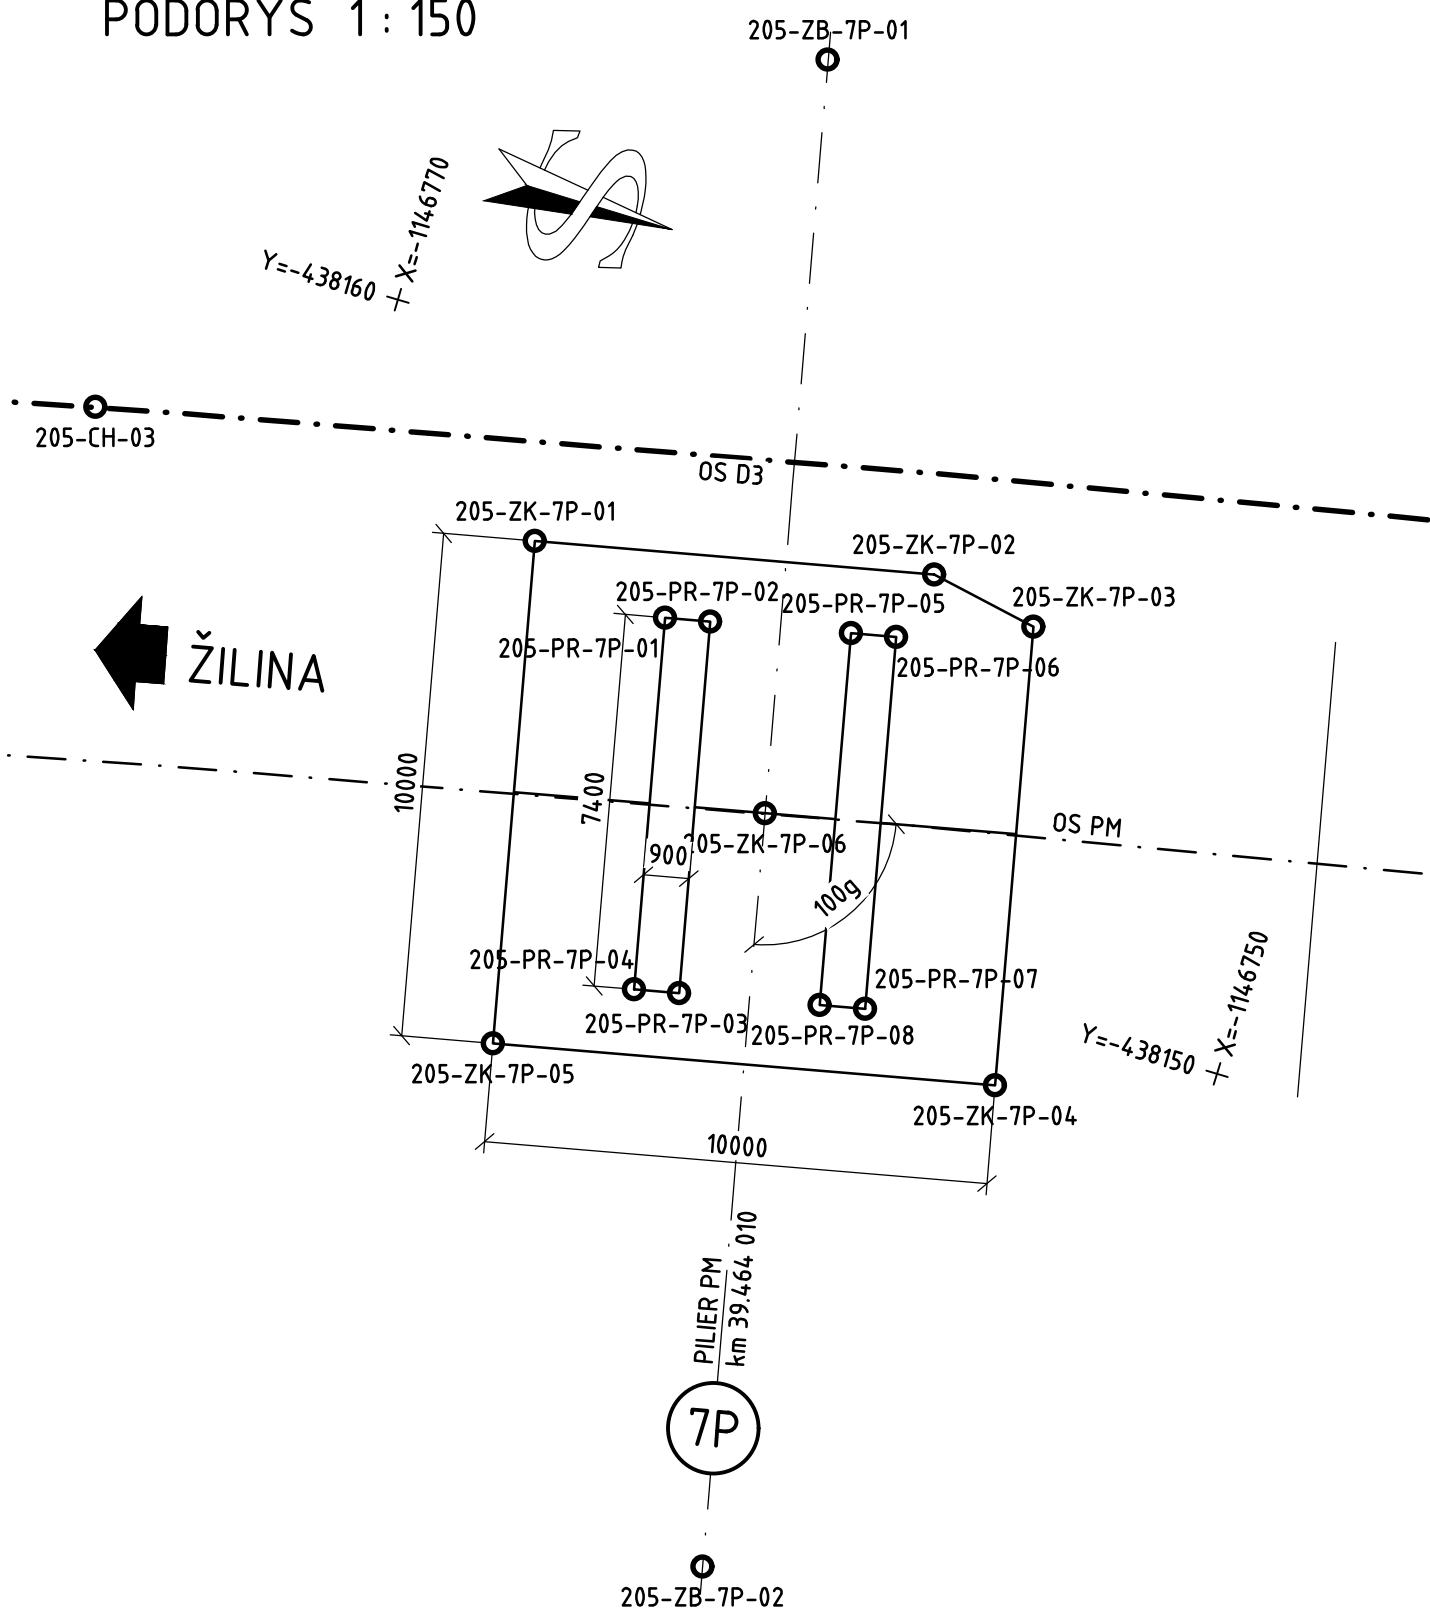 PÔDORYS 1 : 150
205-ZB-7P-01
X=-1146770
Y=-438160
S
205-CH-03
OS D3
205-ZK-7P-01
205-ZK-7P-02
205-PR-7P-02
205-PR-7P-05
205-ZK-7P-03
205-PR-7P-01
205-PR-7P-06
ŽILINA
10000
7400
OS PM
205-ZK-7P-06
900
100g
205-PR-7P-04
205-PR-7P-07
X=-1146750
Y=-438150
205-PR-7P-03
205-PR-7P-08
205-ZK-7P-05
205-ZK-7P-04
10000
PILIER PM
km 39.464 010
7P
205-ZB-7P-02